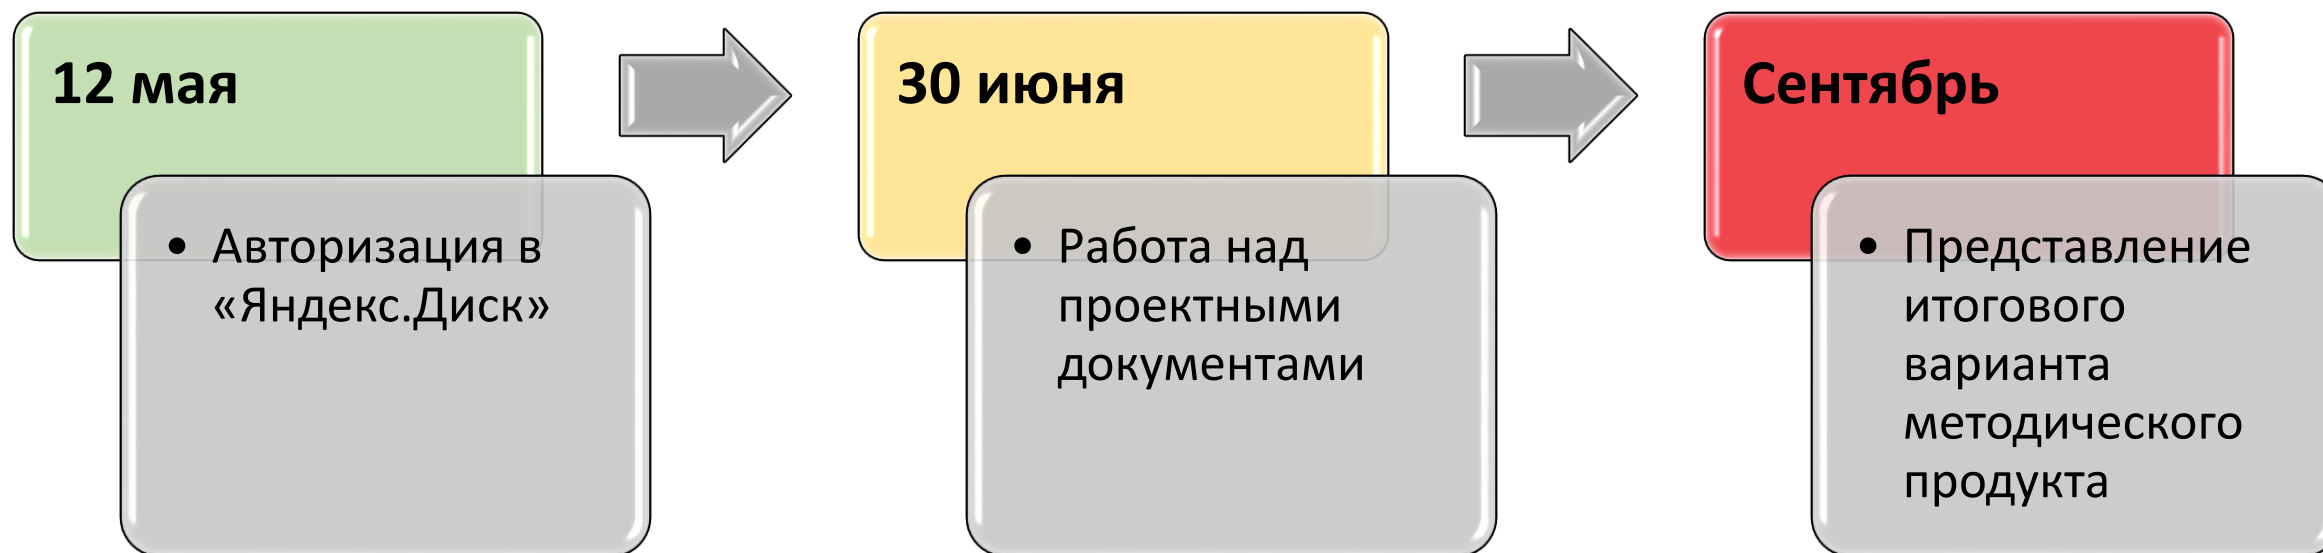 12 мая
• Авторизация в
«Яндекс.Диск»
30 июня
• Работа над
проектными
документами
Сентябрь
• Представление
итогового
варианта
методического
продукта